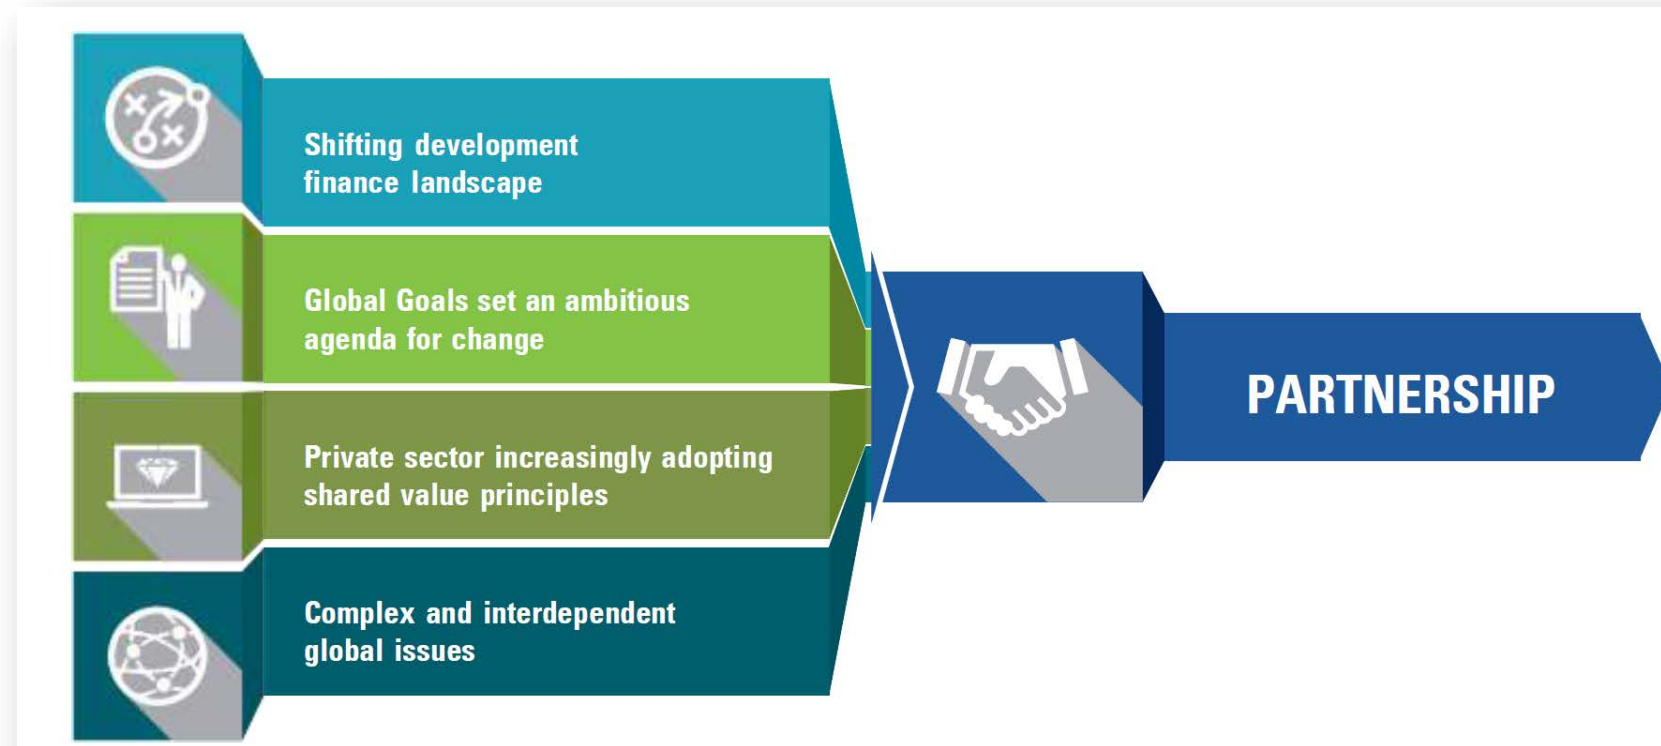 Shifting development
finance landscape
Global Goals set an ambitious
agenda for change
Private sector increasingly adopting
shared value principles
Complex and interdependent
global issues
PARTNERSHIP